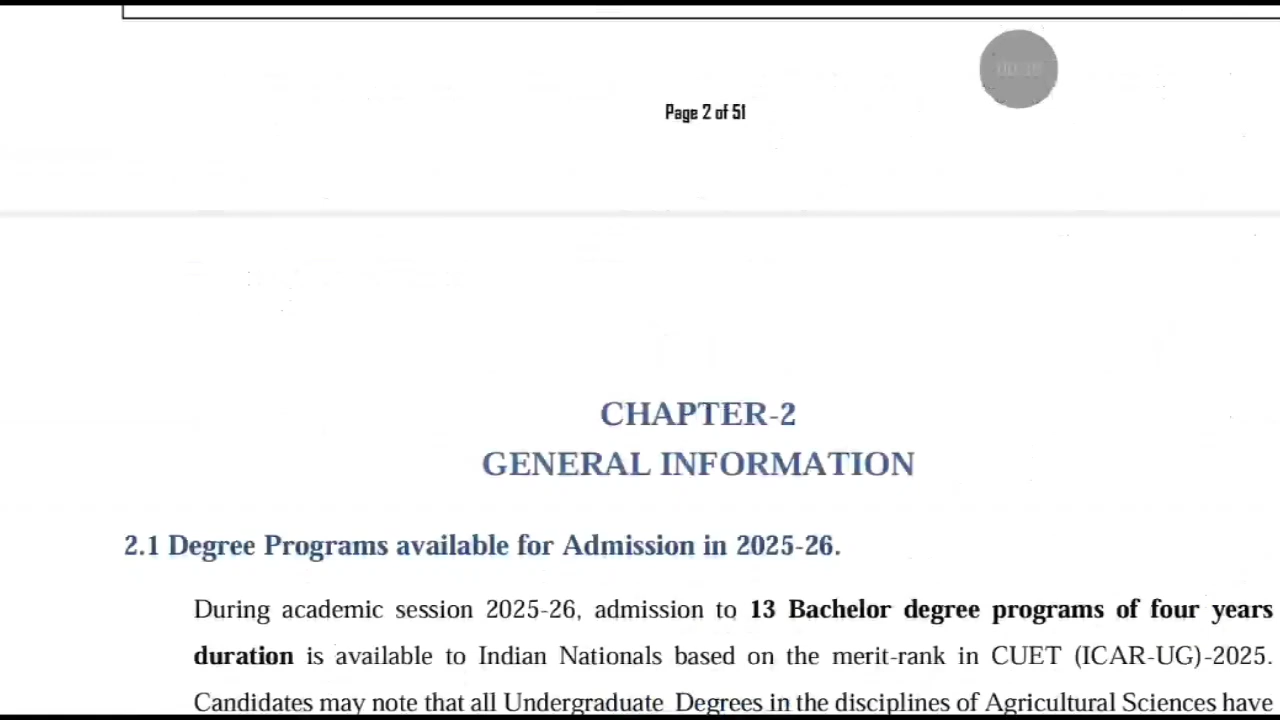 Page 2 of 51
CHAPTER-2
GENERAL INFORMATION
2.1 Degree Programs available for Admission in 2025-26.
During academic session 2025-26, admission to 13 Bachelor degree programs of four years
duration is available to Indian Nationals based on the merit-rank in CUET (ICAR-UG)-2025.
Candidates may note that all Undergraduate Degrees in the disciplines of Agricultural Sciences have